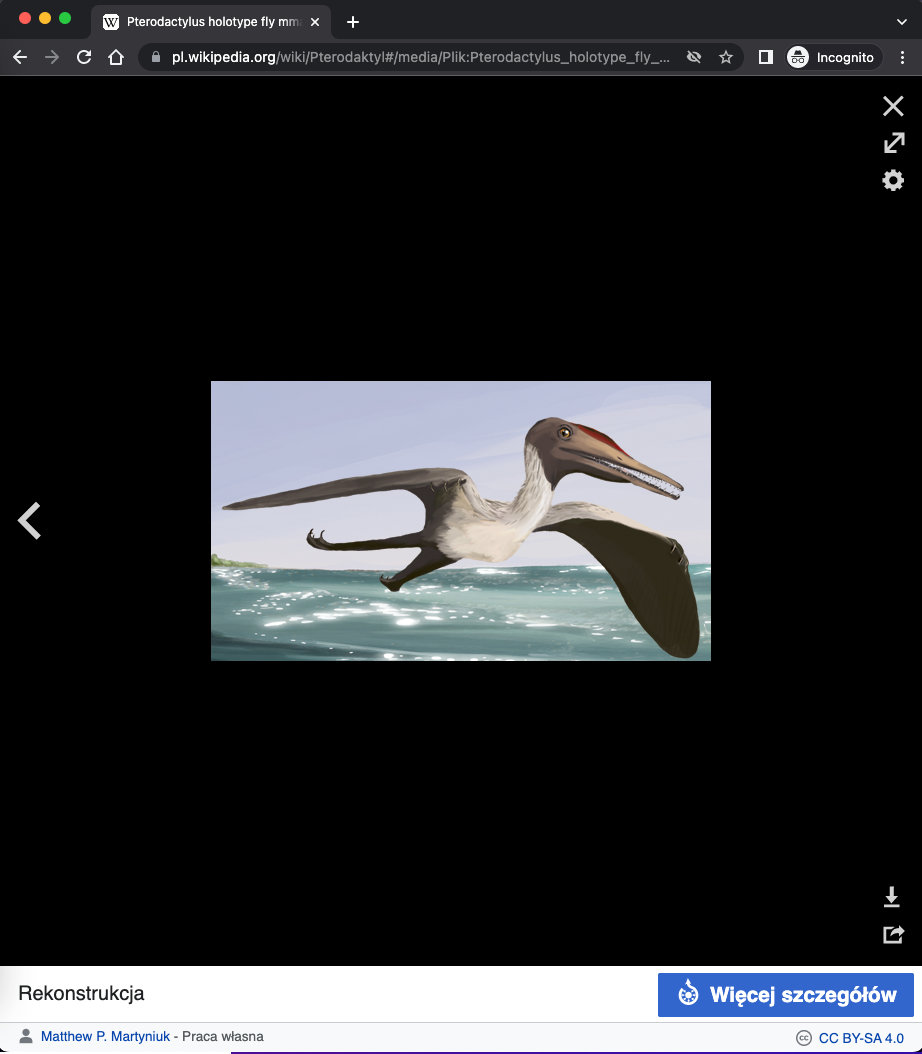 Pterodactylus holotype fly mm
pl.wikipedia.org/wiki/Pterodaktyl#/media/Plik:Pterodactylus_holotype_fly_...
Incognito
Rekonstrukcja
Więcej szczegółów
Matthew P. Martyniuk - Praca własna
CC BY-SA 4.0